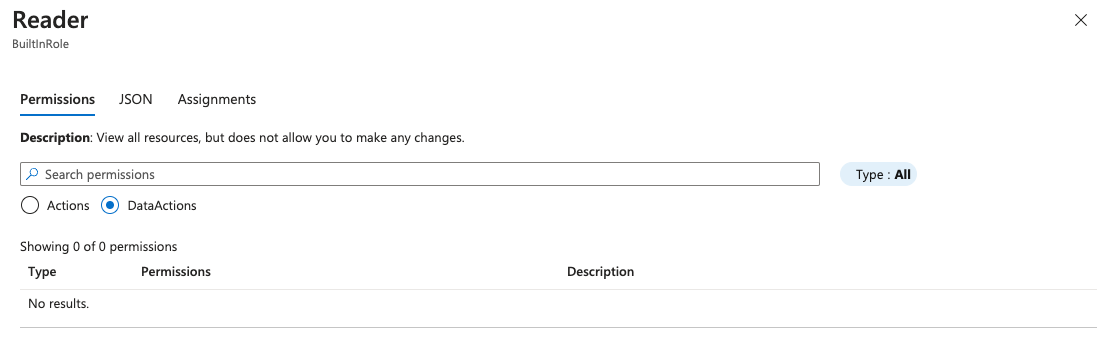 Reader
BuiltInRole
Permissions JSON Assignments
Description: View all resources, but does not allow you to make any changes.
Search permissions Type : All
Actions DataActions
Showing 0 of 0 permissions
Type Permissions Description
No results.